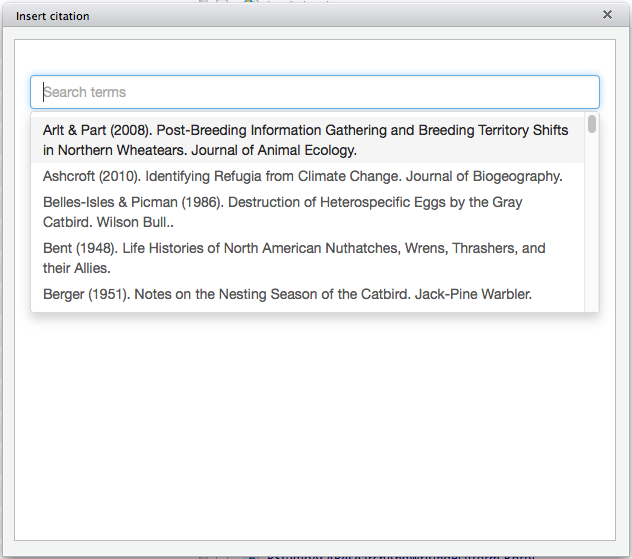 Insert citation
Search terms
Arlt & Part (2008). Post-Breeding Information Gathering and Breeding Territory Shifts
in Northern Wheatears. Journal of Animal Ecology.
Ashcroft (2010). Identifying Refugia from Climate Change. Journal of Biogeography.
Belles-Isles & Picman (1986). Destruction of Heterospecific Eggs by the Gray
Catbird. Wilson Bull..
Bent (1948). Life Histories of North American Nuthatches, Wrens, Thrashers, and
their Allies.
Berger (1951). Notes on the Nesting Season of the Catbird. Jack-Pine Warbler.